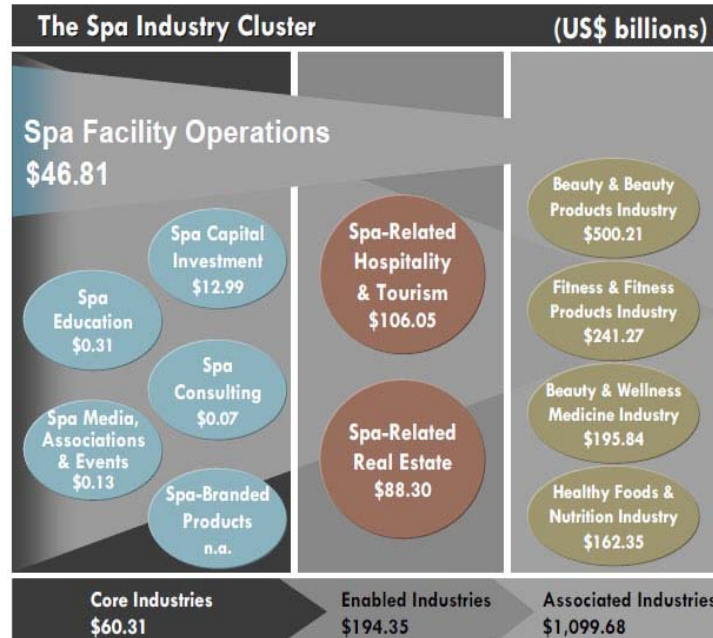 The Spa Industry Cluster
(US$ billions)
Spa Facility Operations
$46.81
Spa Capital
Investment
$12.99
Spa
Education
$0.31
Spa
Consulting
$0.07
Spa Media,
Associations
& Events
$0.13
Spa-Branded
Products
n.a.
Spa-Related
Hospitality
& Tourism
$106.05
Spa-Related
Real Estate
$88.30
Beauty & Beauty
Products Industry
$500.21
Fitness & Fitness
Products Industry
$241.27
Beauty & Wellness
Medicine Industry
$195.84
Healthy Foods &
Nutrition Industry
$162.35
Core Industries
$60.31
Enabled Industries
$194.35
Associated Industries
$1,099.68